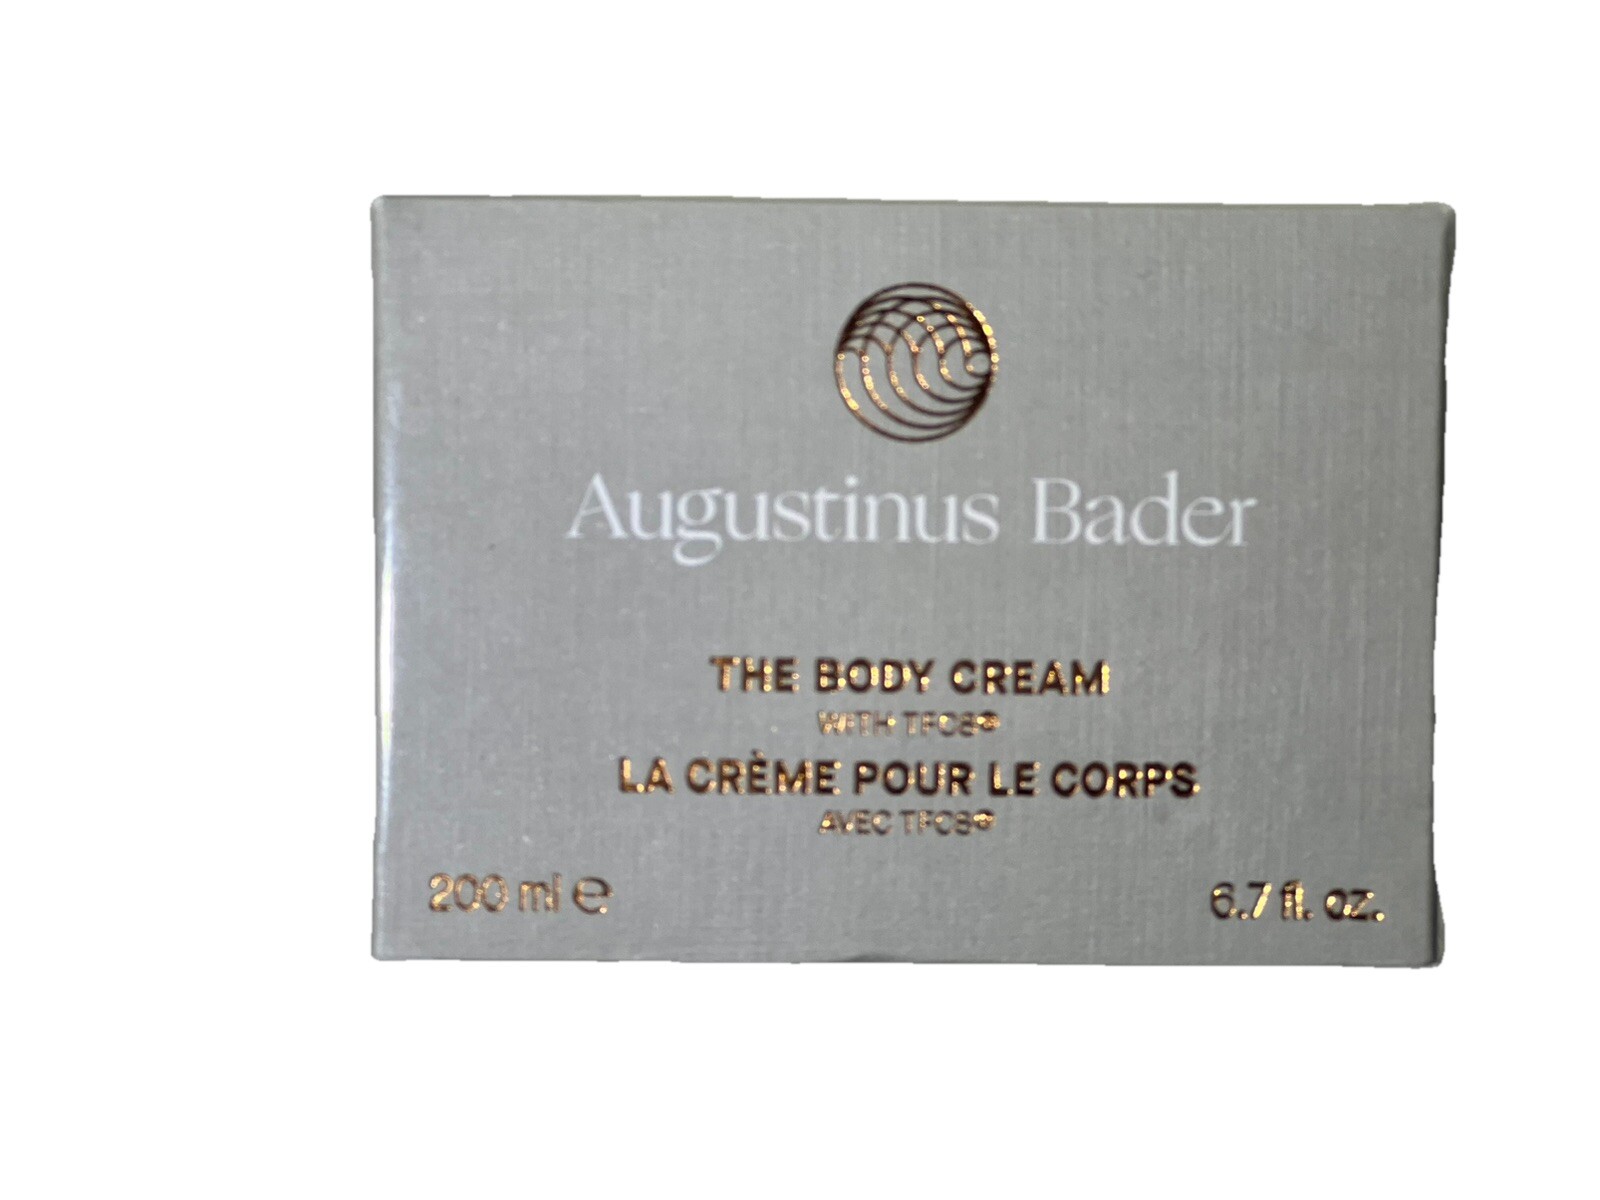 Augustinus Bader
THE BODY CREAM
WITH TFC8®
LA CRÈME POUR LE CORPS
AVEC TFC8®
200 ml ℮
6.7 fl. oz.